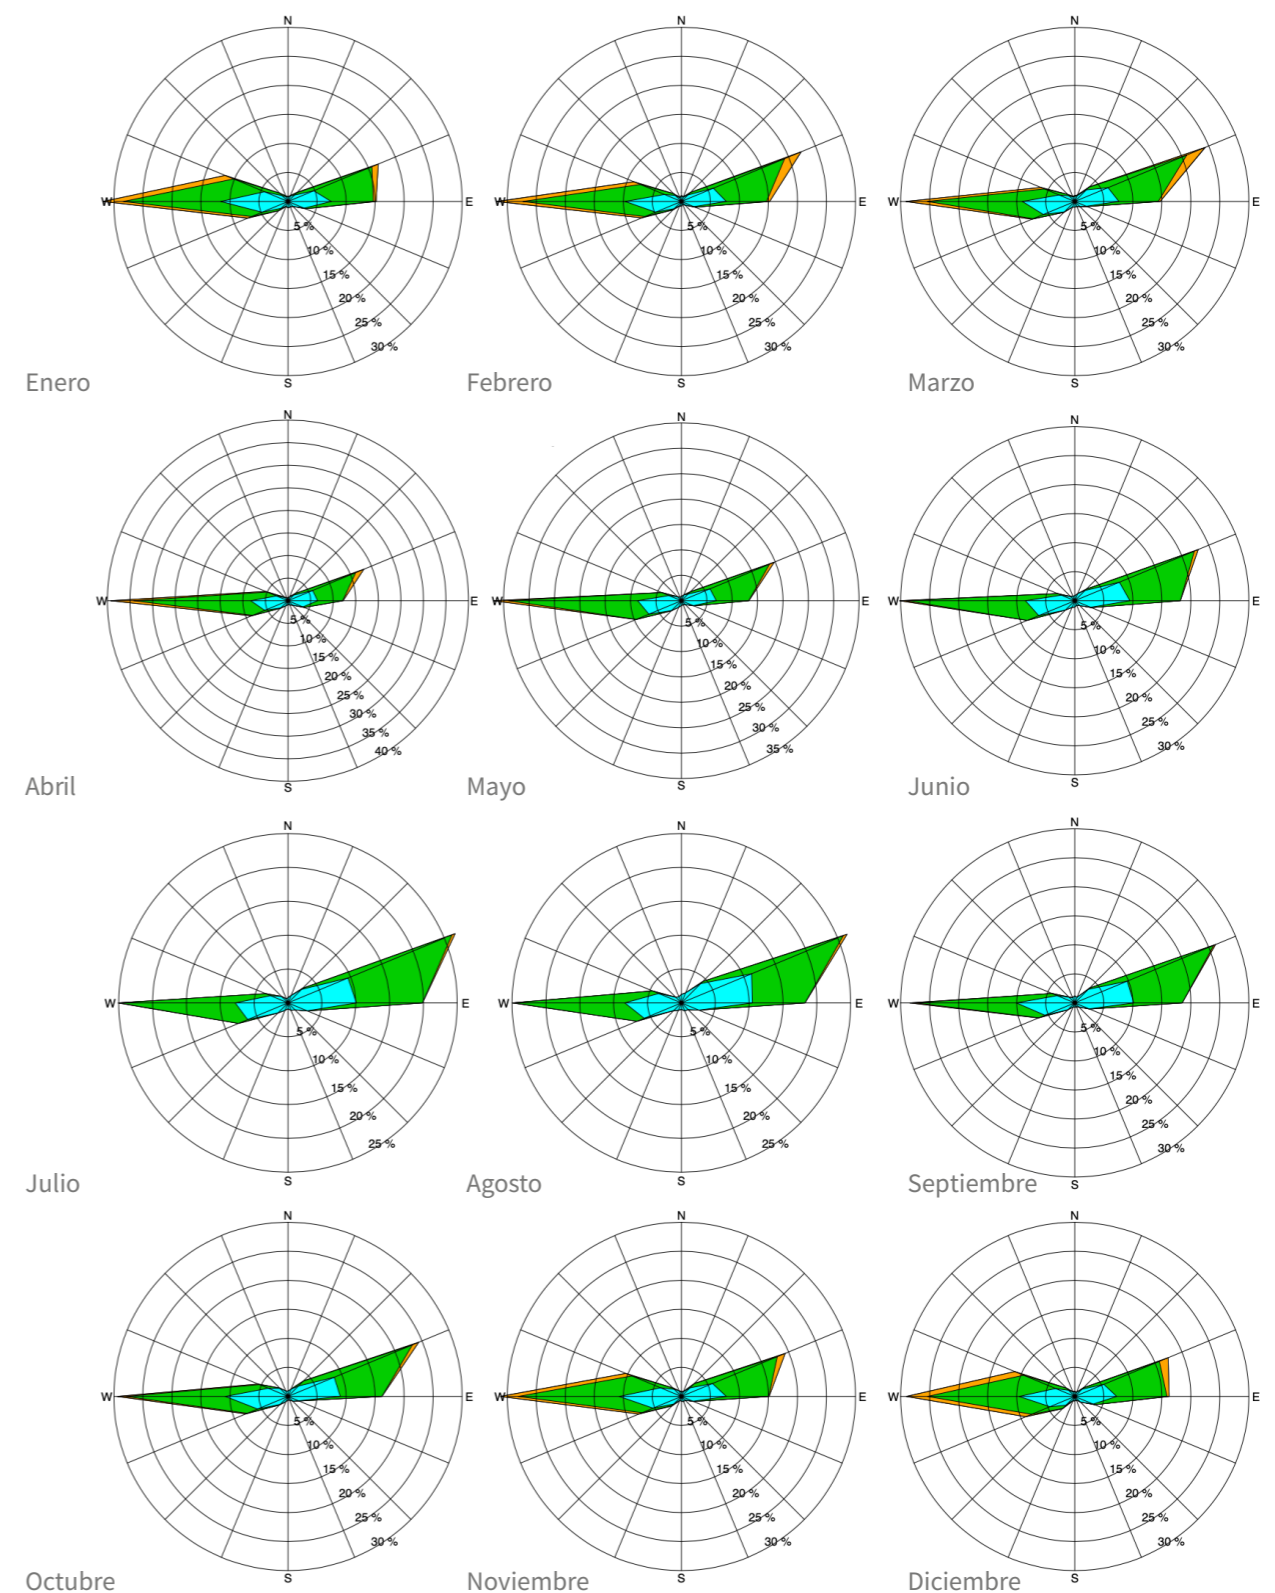 N N N
W E W E W E
5 % 5 % 5 %
10 % 10 % 10 %
15 % 15 % 15 %
20 % 20 % 20 %
25 % 25 % 25 %
30 % 30 % 30 %
S S S
Enero Febrero Marzo
N N N
W E W E W E
5 % 5 % 5 %
10 % 10 % 10 %
15 % 15 % 15 %
20 % 20 % 20 %
25 % 25 % 25 %
30 % 30 % 30 %
35 % 35 %
40 %
S S S
Abril Mayo Junio
N N N
W E W E W E
5 % 5 % 5 %
10 % 10 % 10 %
15 % 15 % 15 %
20 % 20 % 20 %
25 % 25 % 25 %
30 %
S S S
Julio Agosto Septiembre
N N N
W E W E W E
5 % 5 % 5 %
10 % 10 % 10 %
15 % 15 % 15 %
20 % 20 % 20 %
25 % 25 % 25 %
30 % 30 % 30 %
S S S
Octubre Noviembre Diciembre